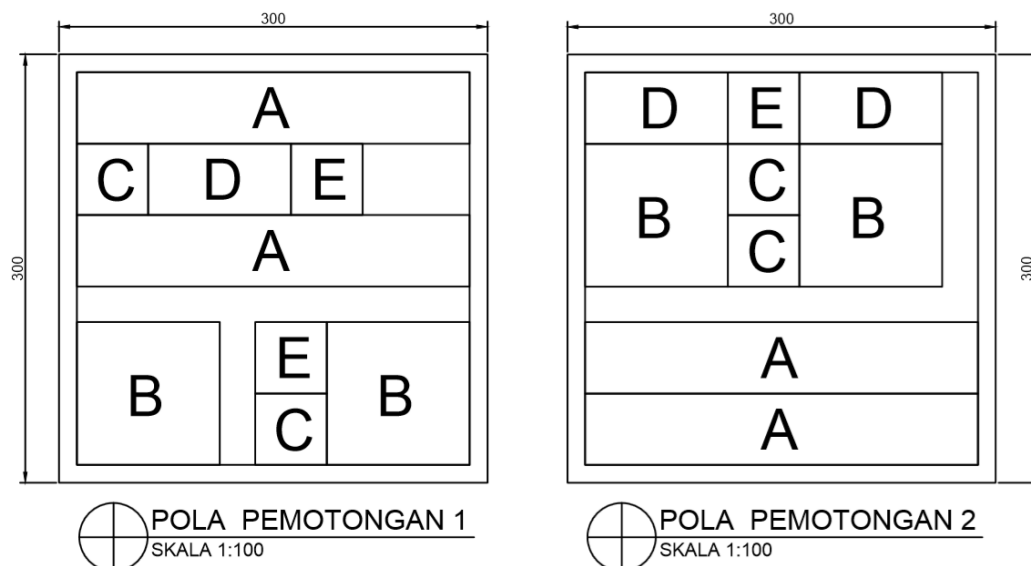 300
300
A
C D E
A
B
E
C
B
POLA PEMOTONGAN 1
SKALA 1:100
300
300
D E D
B
C
C
B
A
A
POLA PEMOTONGAN 2
SKALA 1:100